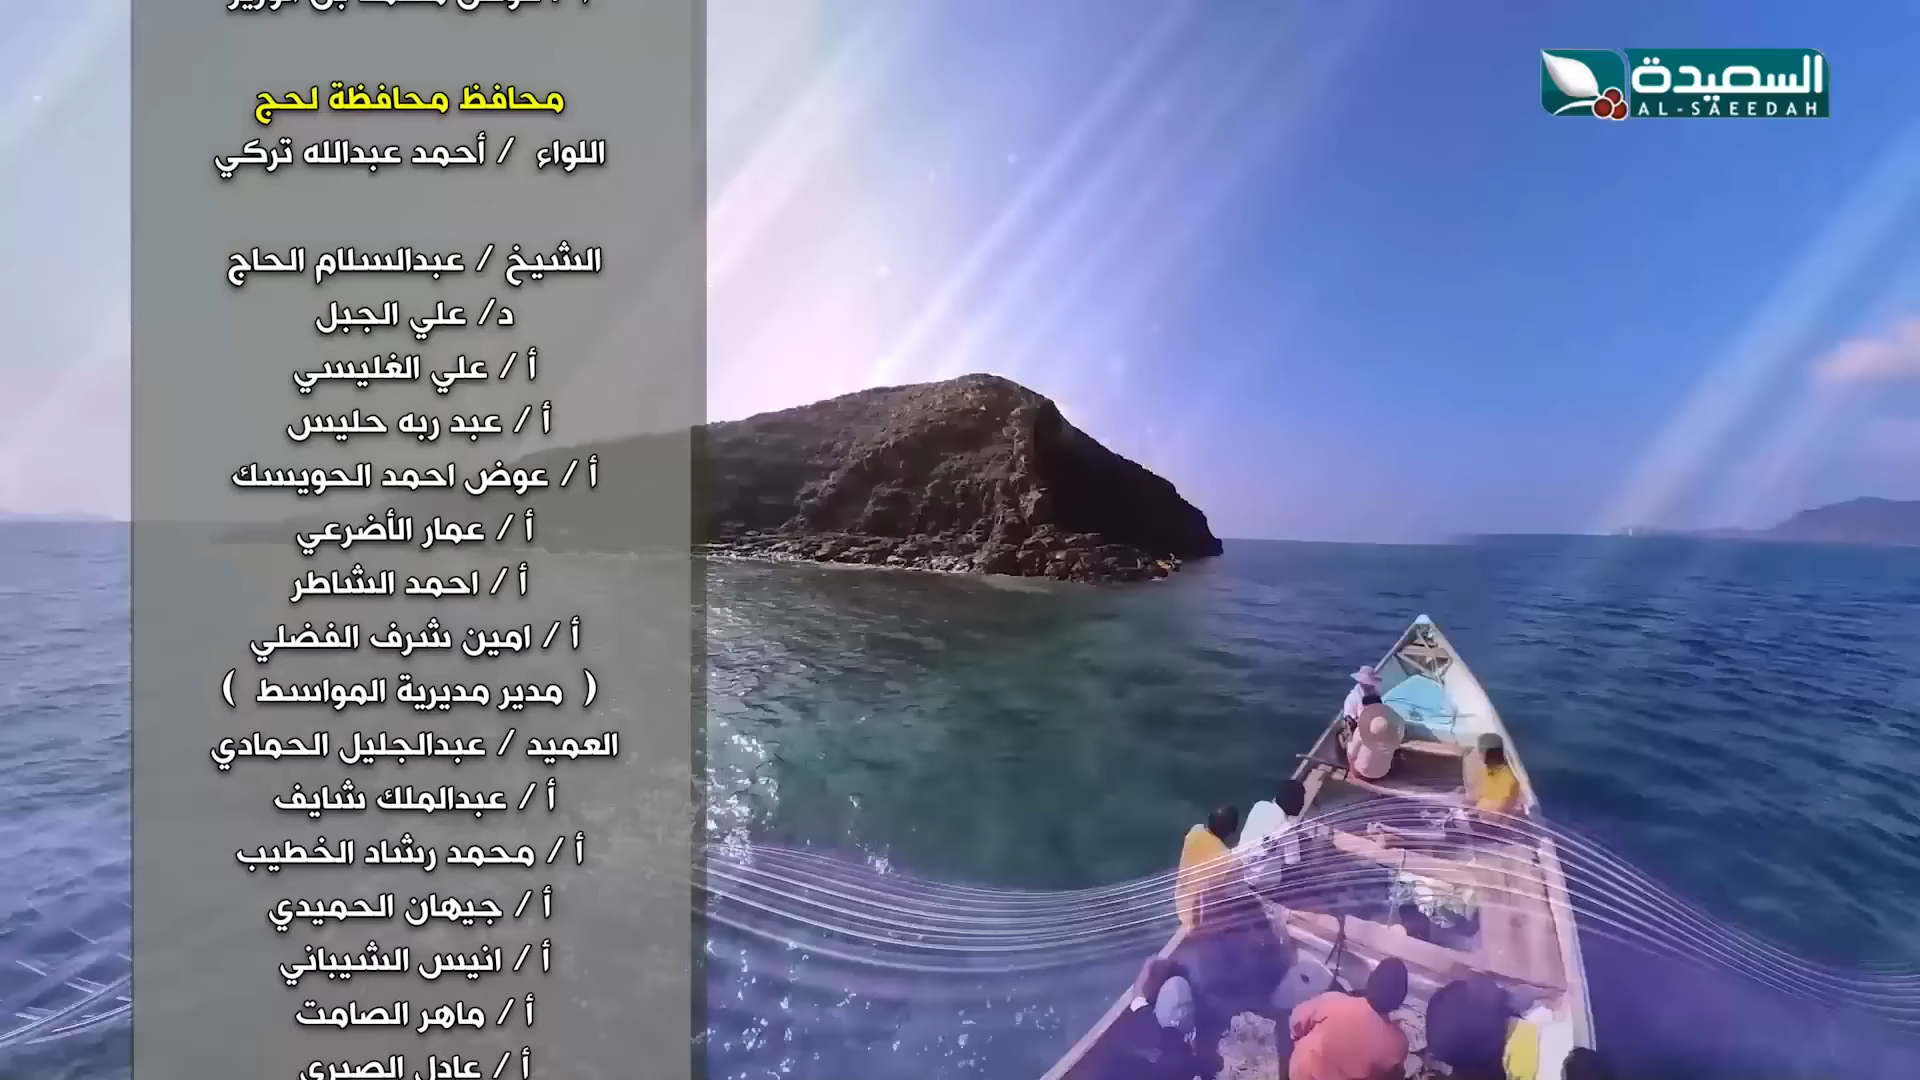 محافظ محافظة لحج
اللواء / أحمد عبدالله تركي
الشيخ / عبدالسلام الحاج
د/ علي الجبل
أ / علي الغليسي
أ / عبد ربه حليس
أ / عوض احمد الحويسك
أ / عمار الأضرعي
أ / احمد الشاطر
أ / امين شرف الفضلي
( مدير مديرية المواسط )
العميد / عبدالجليل الحمادي
أ / عبدالملك شايف
أ / محمد رشاد الخطيب
أ / جيهان الحميدي
أ / انيس الشيباني
أ / ماهر الصامت
أ / عادل الصبري
السعيدة
AL-SAEEDAH